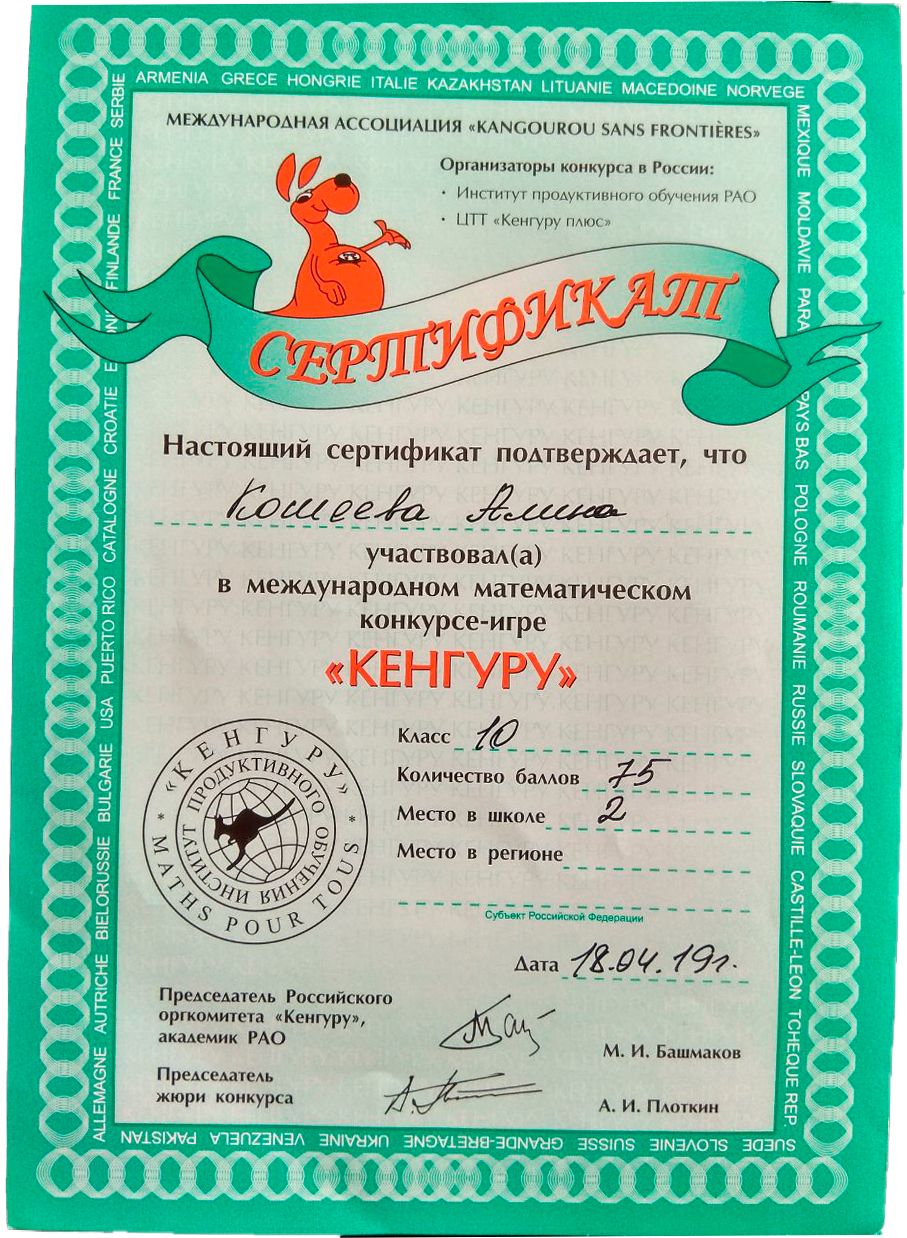 ARMENIA GRECE HONGRIE ITALIE KAZAKHSTAN LITUANIE MACEDOINE NORVEGE
МЕЖДУНАРОДНАЯ АССОЦИАЦИЯ «KANGOUROU SANS FRONTIÈRES»
Организаторы конкурса в России:
• Институт продуктивного обучения РАО
• ЦТТ «Кенгуру плюс»
СЕРТИФИКАТ
Настоящий сертификат подтверждает, что
Кошеева Алина
участвовал(а)
в международном математическом
конкурсе-игре
«КЕНГУРУ»
Класс 10
Количество баллов 75
Место в школе 2
Место в регионе
Субъект Российской Федерации
«КЕНГУРУ»
* MATHS POUR TOUS *
ИНСТИТУТ ПРОДУКТИВНОГО ОБУЧЕНИЯ
Дата 18.04.19г.
Председатель Российского
оргкомитета «Кенгуру»,
академик РАО
М. И. Башмаков
Председатель
жюри конкурса
А. И. Плоткин
MEXIQUE MOLDAVIE PARA PAYS BAS POLOGNE ROUMANIE RUSSIE SLOVAQUIE CASTILLE-LEON TCHEQUE REP.
SUEDE SLOVENIE SUISSE GRANDE-BRETAGNE UKRAINE VENEZUELA PAKISTAN
ALLEMAGNE AUTRICHE BIELORUSSIE BULGARIE USA PUERTO RICO CATALOGNE CROATIE FINLANDE FRANCE SERBIE